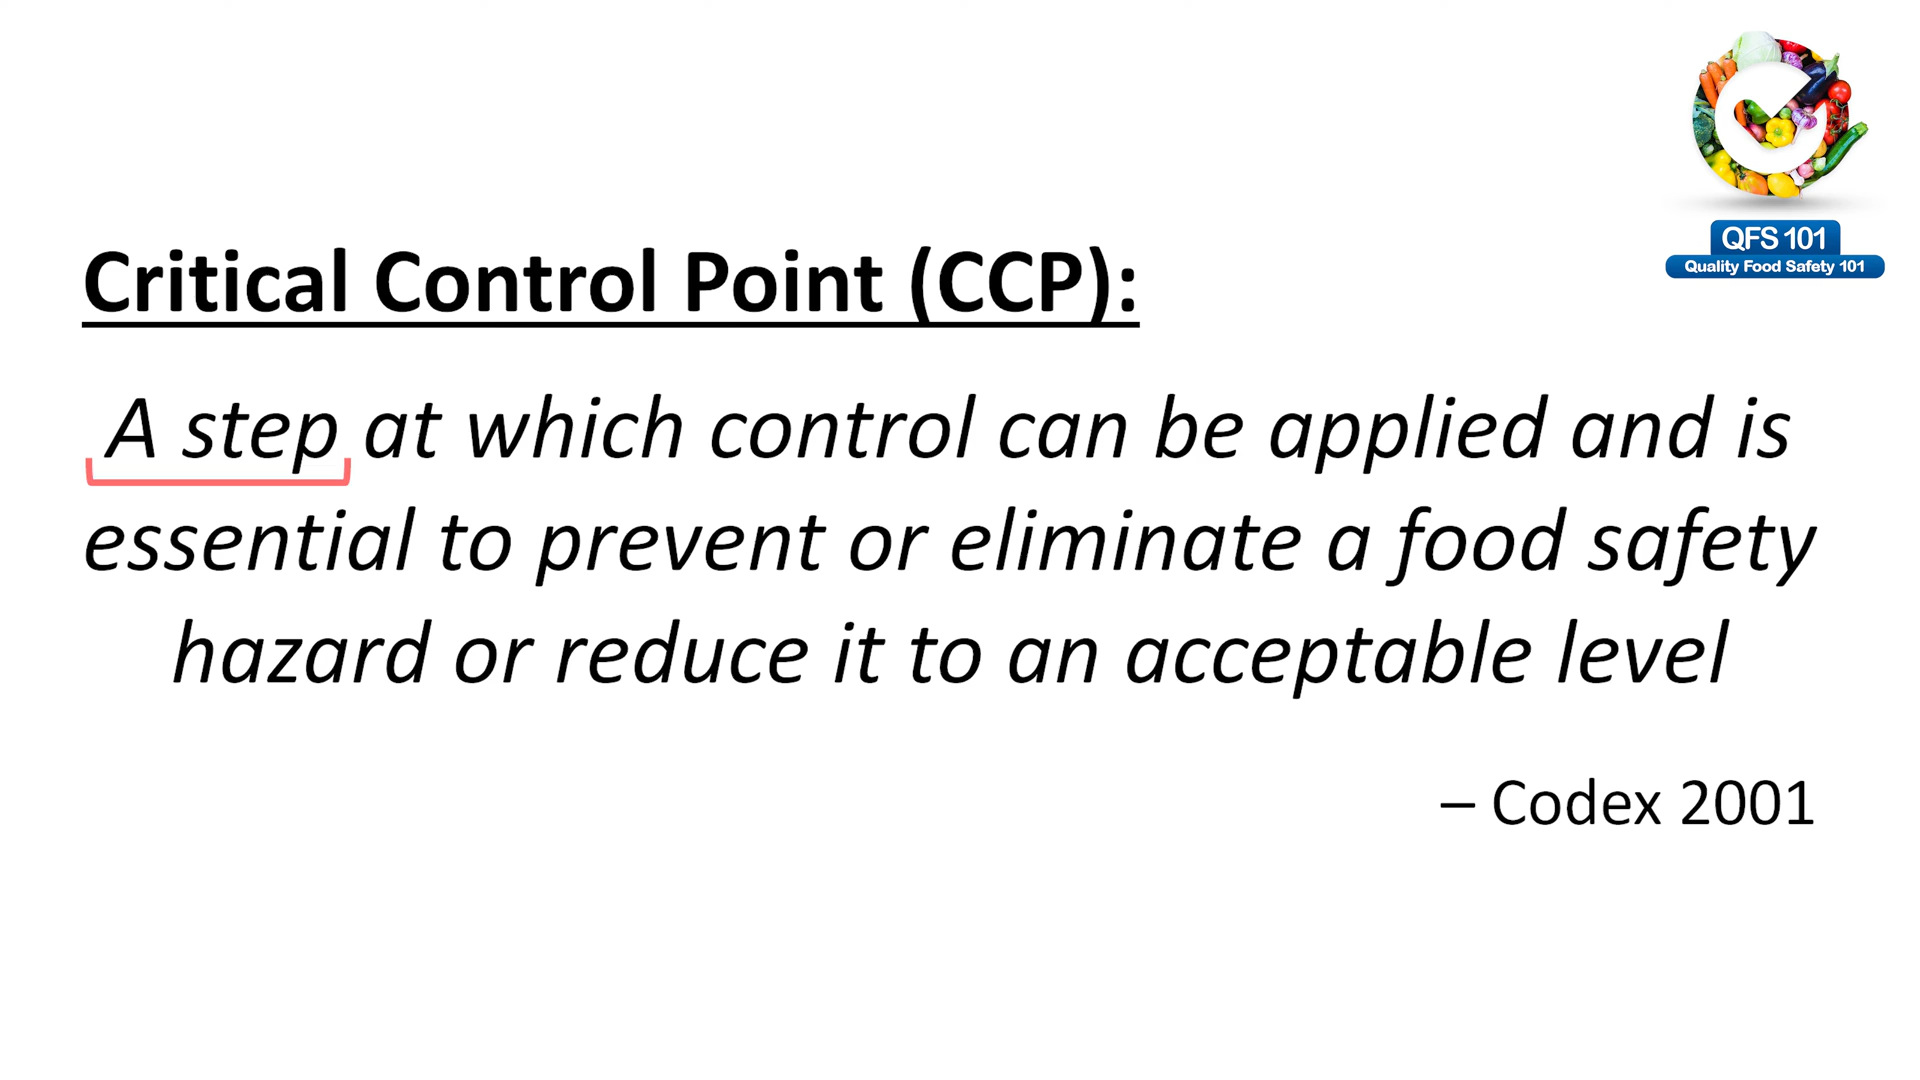 QFS 101
Quality Food Safety 101
Critical Control Point (CCP):
A step at which control can be applied and is
essential to prevent or eliminate a food safety
hazard or reduce it to an acceptable level
– Codex 2001